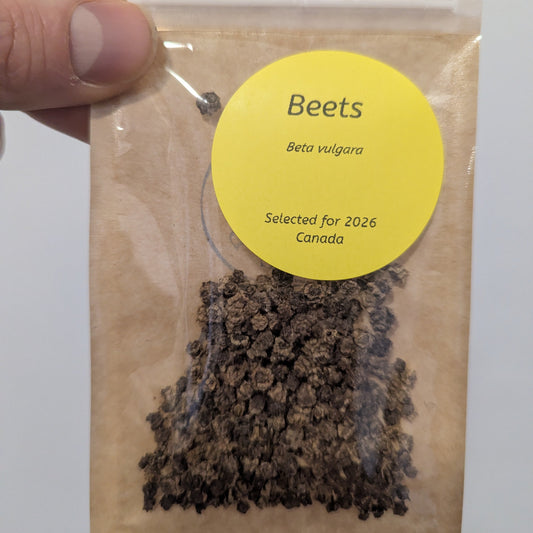 Beets
Beta vulgara
Selected for 2026
Canada